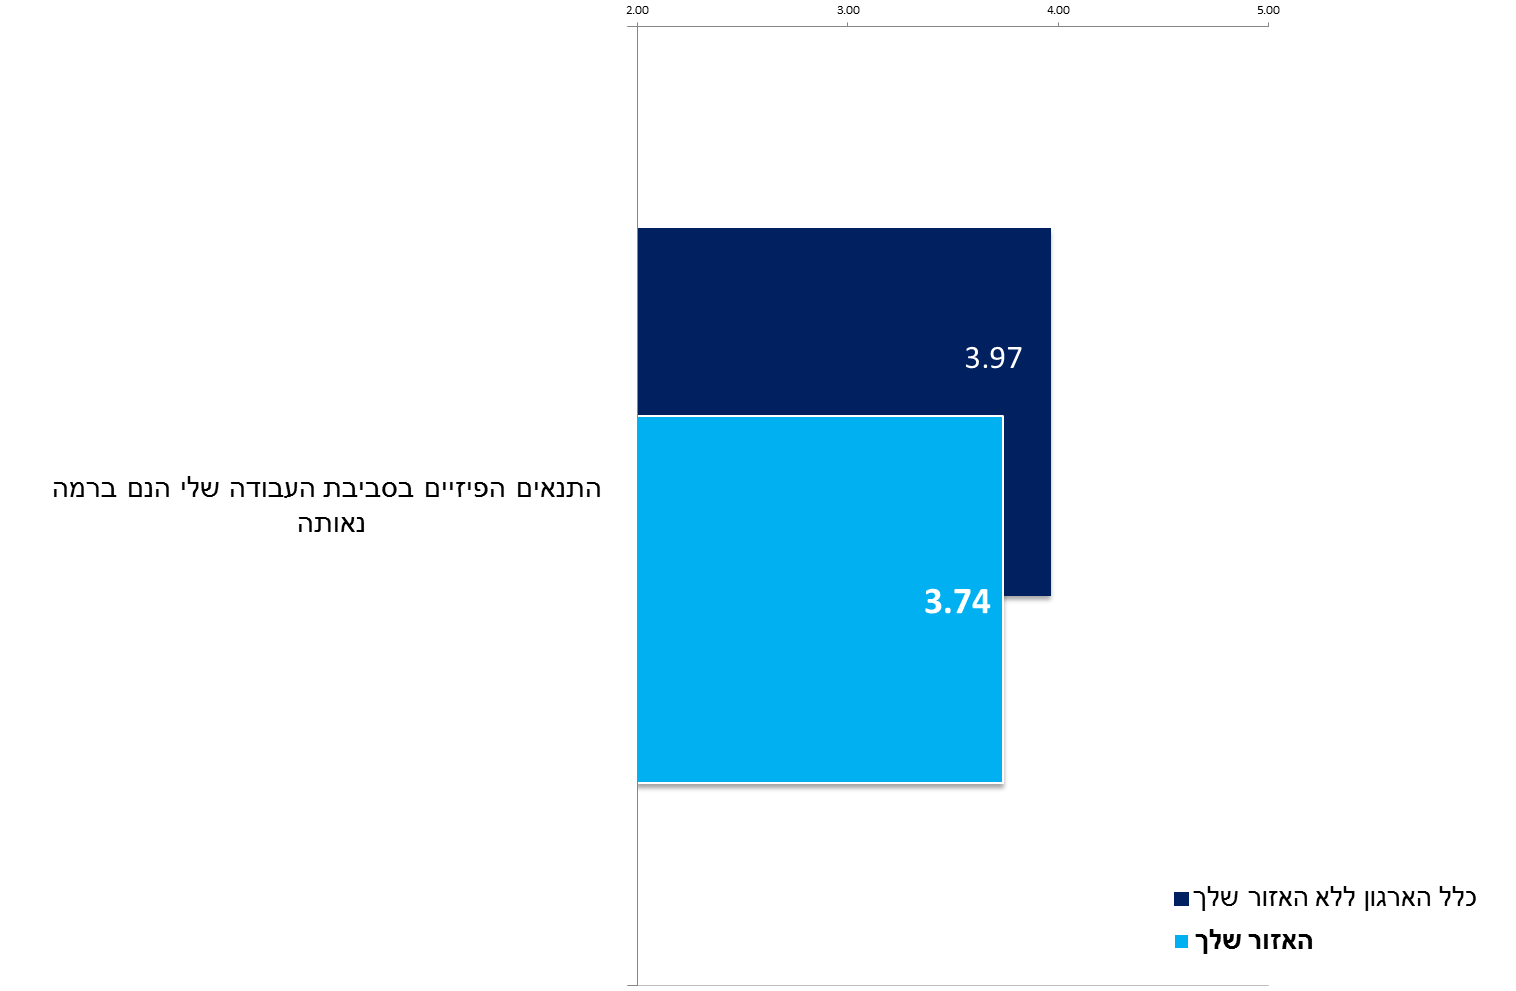 2.00 3.00 4.00 5.00
3.97
התנאים הפיזיים בסביבת העבודה שלי הנם ברמה
נאותה
3.74
כלל הארגון ללא האזור שלך
האזור שלך